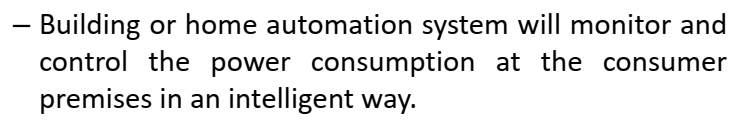 – Building or home automation system will monitor and
control the power consumption at the consumer
premises in an intelligent way.